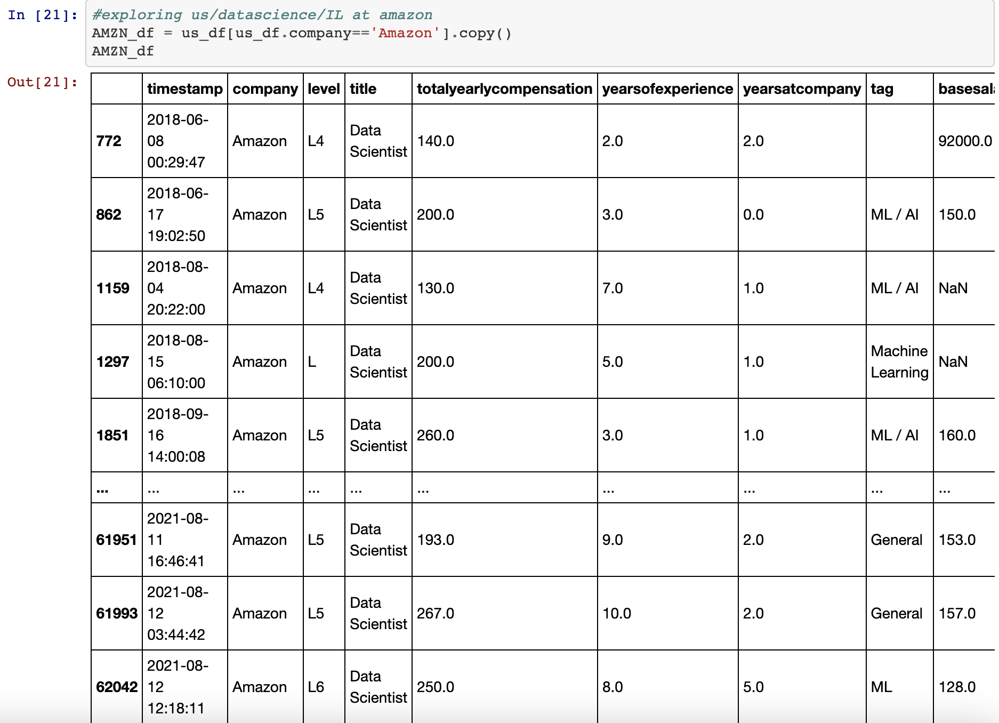 In [21]: #exploring us/datascience/IL at amazon
AMZN_df = us_df[us_df.company=='Amazon'].copy()
AMZN_df
Out[21]:
timestamp company level title totalyearlycompensation yearsofexperience yearsatcompany tag basesala
772 2018-06-08 00:29:47 Amazon L4 Data Scientist 140.0 2.0 2.0 92000.0
862 2018-06-17 19:02:50 Amazon L5 Data Scientist 200.0 3.0 0.0 ML / AI 150.0
1159 2018-08-04 20:22:00 Amazon L4 Data Scientist 130.0 7.0 1.0 ML / AI NaN
1297 2018-08-15 06:10:00 Amazon L Data Scientist 200.0 5.0 1.0 Machine Learning NaN
1851 2018-09-16 14:00:08 Amazon L5 Data Scientist 260.0 3.0 1.0 ML / AI 160.0
... ... ... ... ... ... ... ... ... ...
61951 2021-08-11 16:46:41 Amazon L5 Data Scientist 193.0 9.0 2.0 General 153.0
61993 2021-08-12 03:44:42 Amazon L5 Data Scientist 267.0 10.0 2.0 General 157.0
62042 2021-08-12 12:18:11 Amazon L6 Data Scientist 250.0 8.0 5.0 ML 128.0